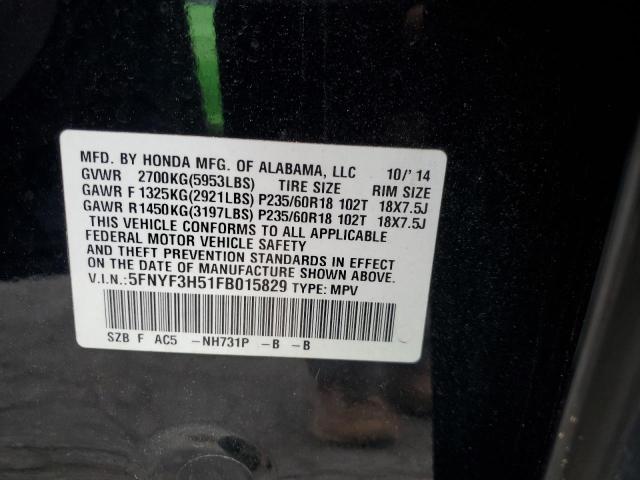 MFD. BY HONDA MFG. OF ALABAMA, LLC 10/' 14
GVWR 2700KG(5953LBS) TIRE SIZE RIM SIZE
GAWR F 1325KG(2921LBS) P235/60R18 102T 18X7.5J
GAWR R1450KG(3197LBS) P235/60R18 102T 18X7.5J
THIS VEHICLE CONFORMS TO ALL APPLICABLE
FEDERAL MOTOR VEHICLE SAFETY
AND THEFT PREVENTION STANDARDS IN EFFECT
ON THE DATE OF MANUFACTURE SHOWN ABOVE.
V.I.N.:5FNYF3H51FB015829 TYPE: MPV
SZB F AC5 -NH731P -B -B